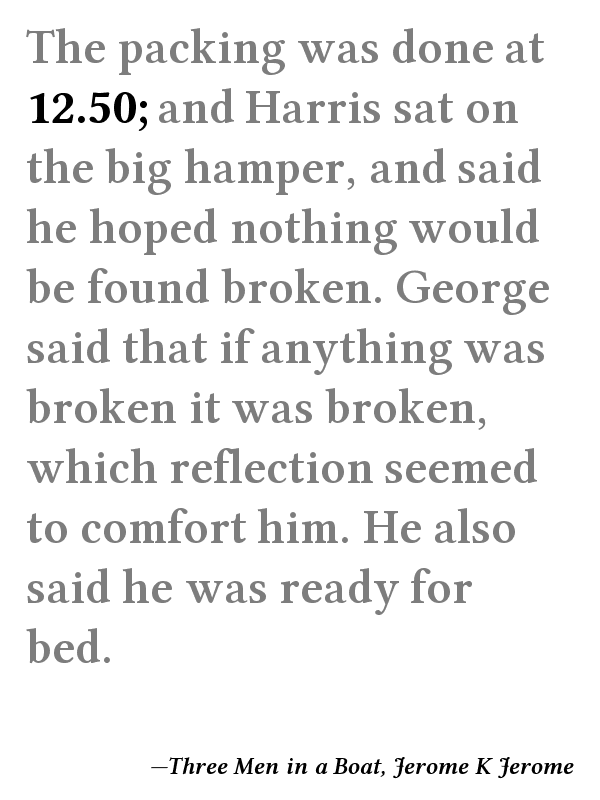 The packing was done at
12.50; and Harris sat on
the big hamper, and said
he hoped nothing would
be found broken. George
said that if anything was
broken it was broken,
which reflection seemed
to comfort him. He also
said he was ready for
bed.
—Three Men in a Boat, Jerome K Jerome